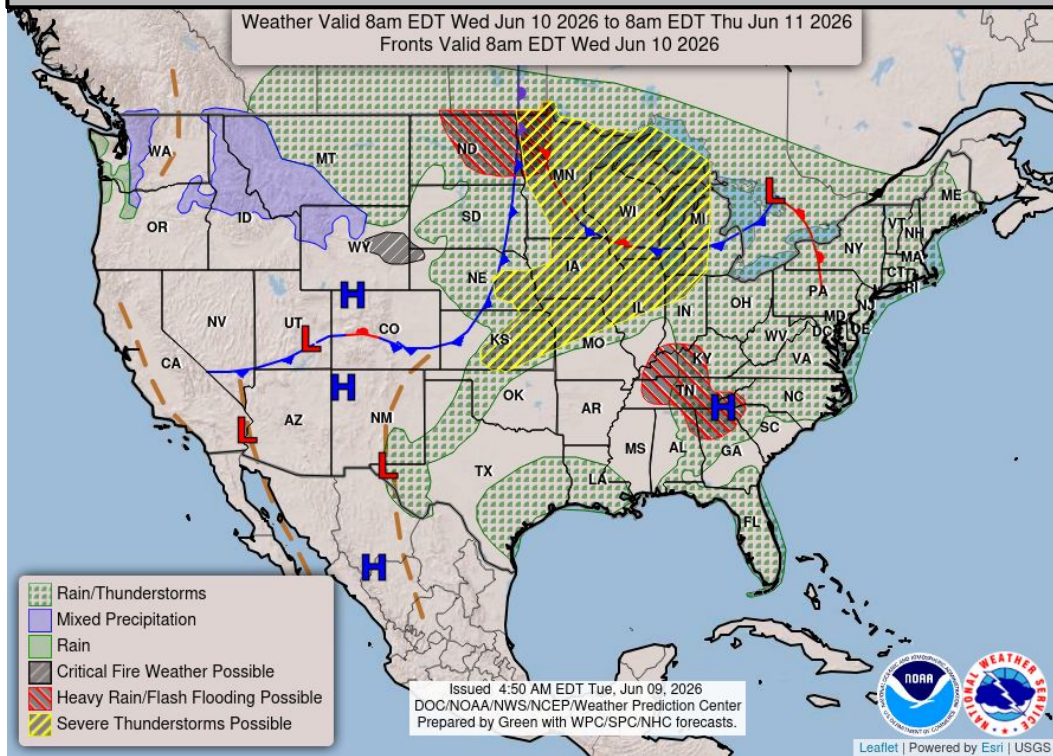 Weather Valid 8am EDT Wed Jun 10 2026 to 8am EDT Thu Jun 11 2026
Fronts Valid 8am EDT Wed Jun 10 2026
WA
MT
ND
MN
OR
ID
WY
SD
WI
MI
ME
VT
NH
NY
MA
CT
RI
NV
UT
CO
NE
IA
IL
IN
OH
PA
NJ
MD
DE
DC
WV
VA
CA
KS
MO
KY
AZ
NM
OK
AR
TN
NC
SC
TX
LA
MS
AL
GA
FL
L
L
L
L
H
H
H
H
Rain/Thunderstorms
Mixed Precipitation
Rain
Critical Fire Weather Possible
Heavy Rain/Flash Flooding Possible
Severe Thunderstorms Possible
Issued 4:50 AM EDT Tue, Jun 09, 2026
DOC/NOAA/NWS/NCEP/Weather Prediction Center
Prepared by Green with WPC/SPC/NHC forecasts.
NOAA
NATIONAL WEATHER SERVICE
Leaflet | Powered by Esri | USGS